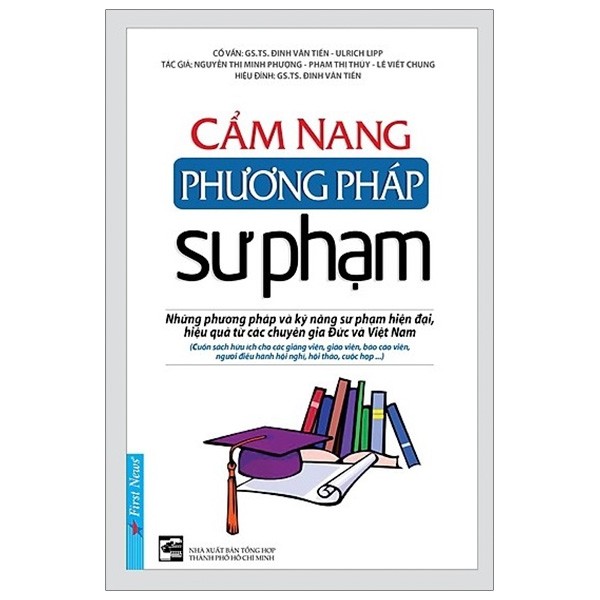 CỐ VẤN: GS.TS. ĐINH VĂN TIẾN - ULRICH LIPP
TÁC GIẢ: NGUYỄN THỊ MINH PHƯỢNG - PHẠM THỊ THÚY - LÊ VIẾT CHUNG
HIỆU ĐÍNH: GS.TS. ĐINH VĂN TIẾN
CẨM NANG
PHƯƠNG PHÁP
sư phạm
Những phương pháp và kỹ năng sư phạm hiện đại,
hiệu quả từ các chuyên gia Đức và Việt Nam
(Cuốn sách hữu ích cho các giảng viên, giáo viên, báo cáo viên,
người điều hành hội nghị, hội thảo, cuộc họp ...)
First News
NHÀ XUẤT BẢN TỔNG HỢP
THÀNH PHỐ HỒ CHÍ MINH